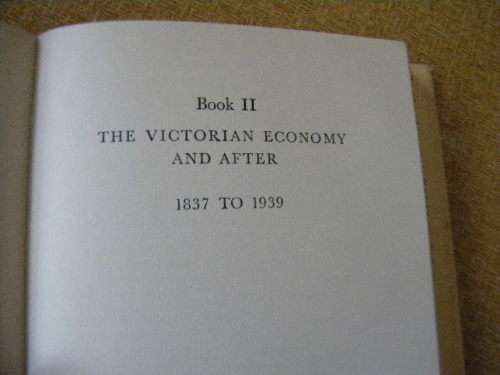 Book II
THE VICTORIAN ECONOMY
AND AFTER
1837 TO 1939